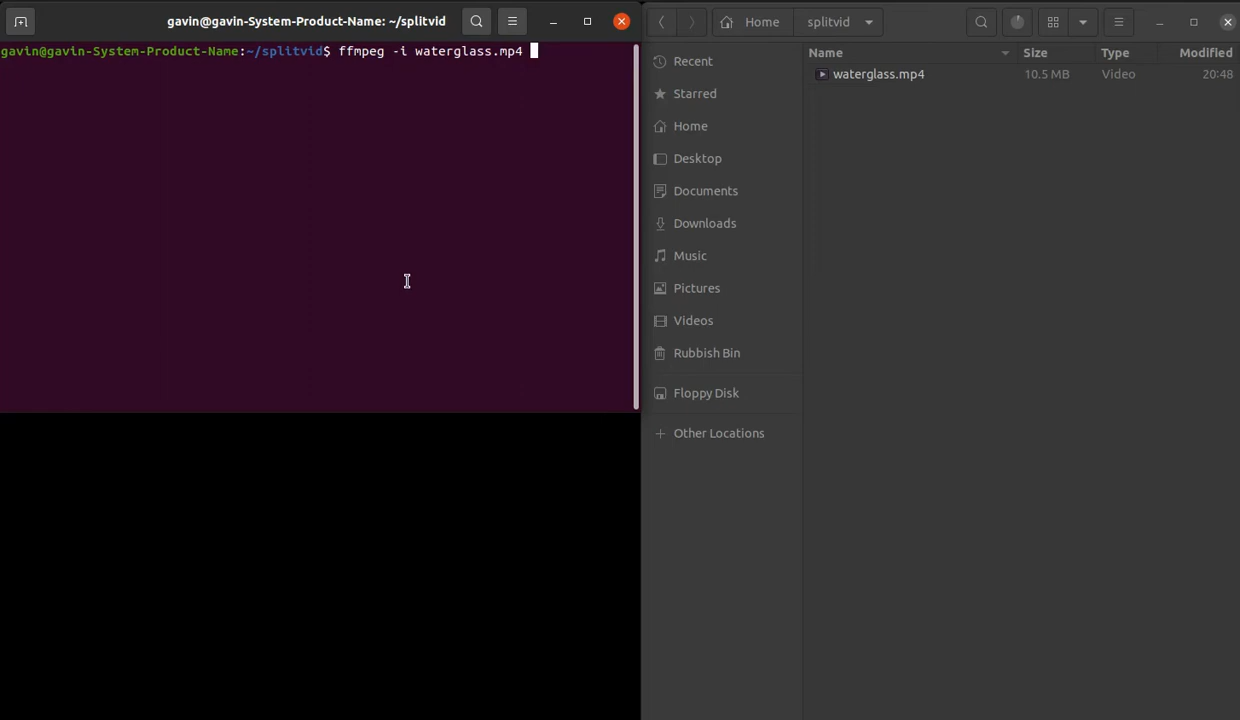 gavin@gavin-System-Product-Name: ~/splitvid
gavin@gavin-System-Product-Name:~/splitvid$ ffmpeg -i waterglass.mp4
Home splitvid
Recent
Starred
Home
Desktop
Documents
Downloads
Music
Pictures
Videos
Rubbish Bin
Floppy Disk
+ Other Locations
Name Size Type Modified
waterglass.mp4 10.5 MB Video 20:48